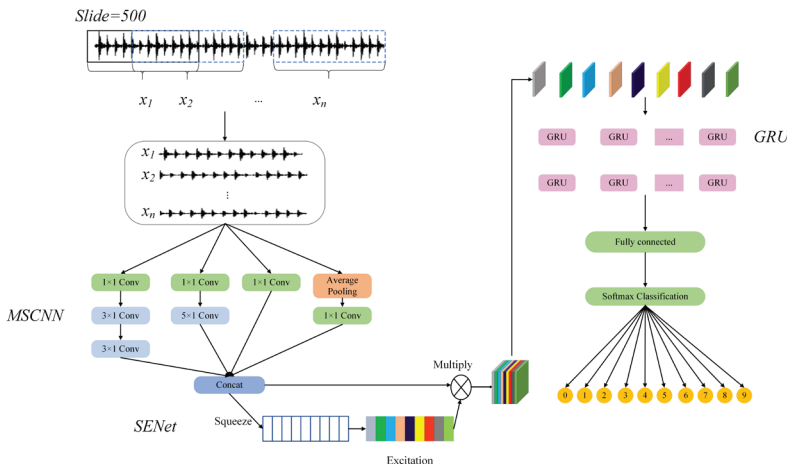 Slide=500
x1 x2 ... xn
x1
x2
⋮
xn
MSCNN
1×1 Conv 1×1 Conv 1×1 Conv Average Pooling
3×1 Conv 5×1 Conv 1×1 Conv
3×1 Conv
Concat
Multiply
SENet
Squeeze
Excitation
GRU GRU ... GRU
GRU
GRU GRU ... GRU
Fully connected
Softmax Classification
0 1 2 3 4 5 6 7 8 9